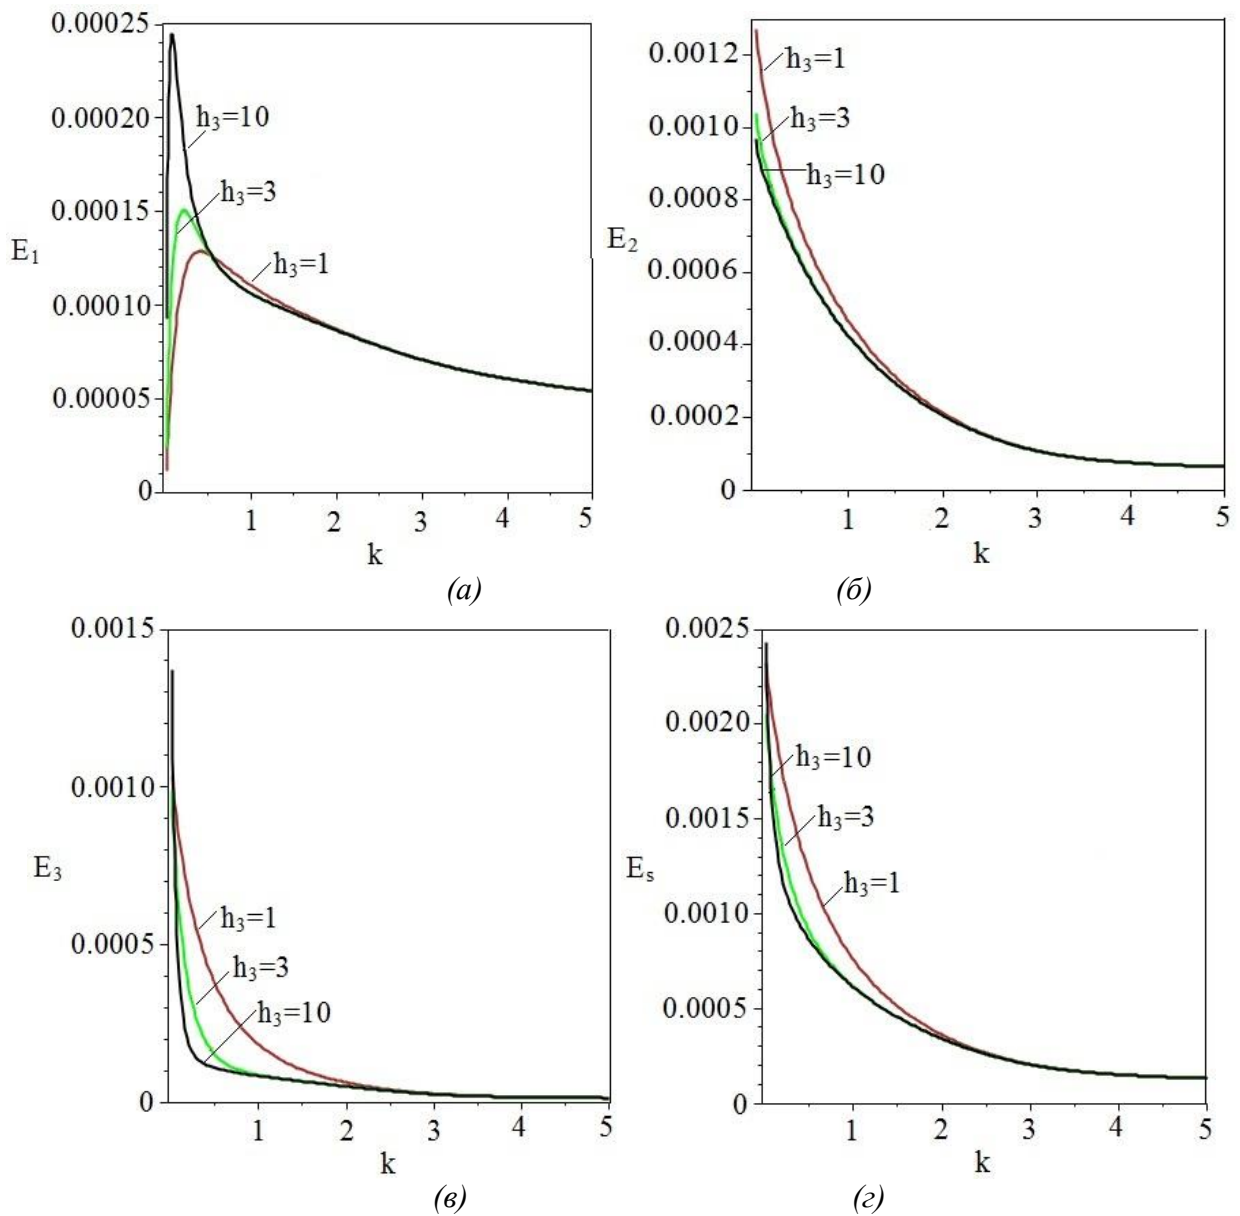 0.00025
0.00020
0.00015
0.00010
0.00005
0
E₁
h₃=10
h₃=3
h₃=1
1 2 3 4 5
k
(а)
0.0012
0.0010
0.0008
0.0006
0.0004
0.0002
0
E₂
h₃=1
h₃=3
h₃=10
1 2 3 4 5
k
(б)
0.0015
0.0010
0.0005
0
E₃
h₃=1
h₃=3
h₃=10
1 2 3 4 5
k
(в)
0.0025
0.0020
0.0015
0.0010
0.0005
0
Eₛ
h₃=10
h₃=3
h₃=1
1 2 3 4 5
k
(г)